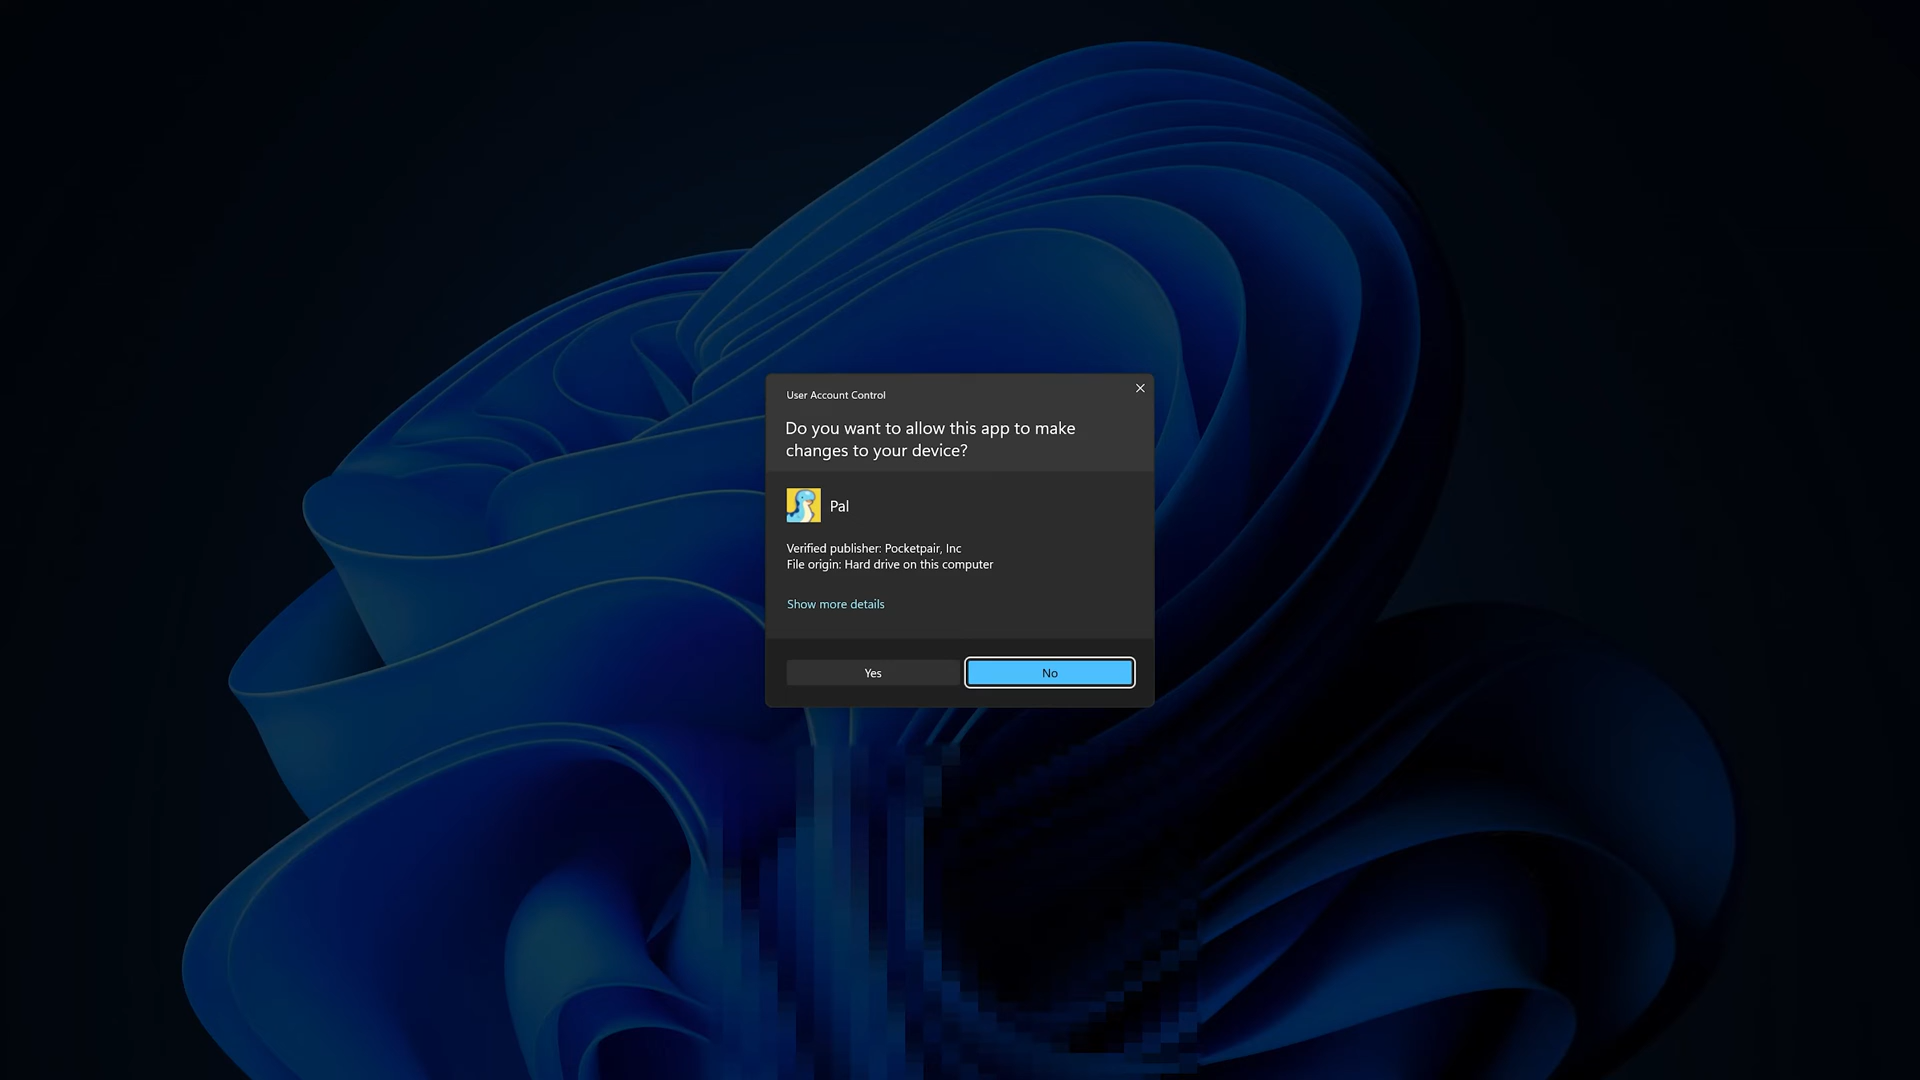 User Account Control
Do you want to allow this app to make
changes to your device?
Pal
Verified publisher: Pocketpair, Inc
File origin: Hard drive on this computer
Show more details
Yes
No